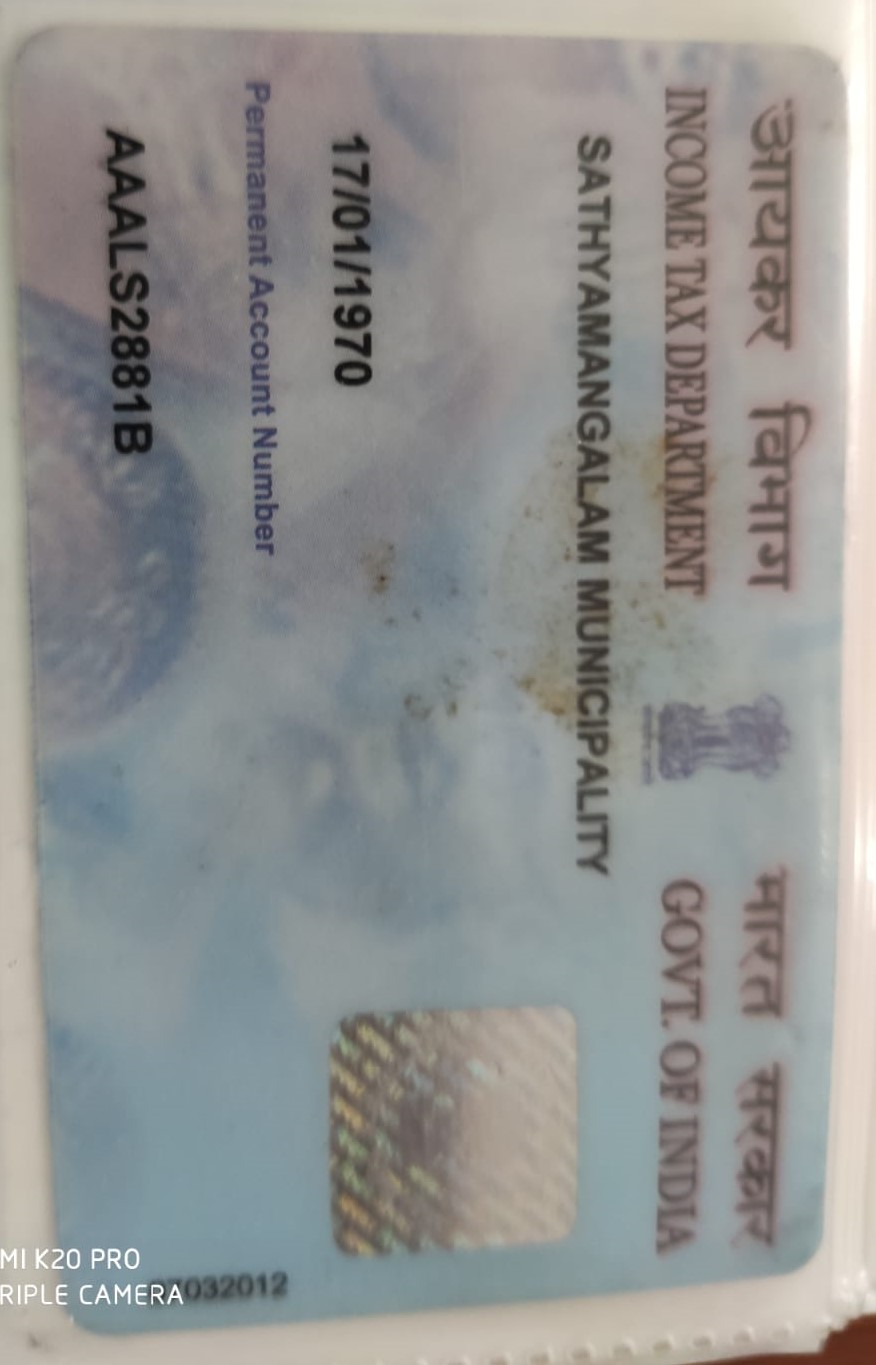 आयकर विभाग
भारत सरकार
INCOME TAX DEPARTMENT
GOVT. OF INDIA
SATHYAMANGALAM MUNICIPALITY
17/01/1970
Permanent Account Number
AAALS2881B
032012
MI K20 PRO
RIPLE CAMERA